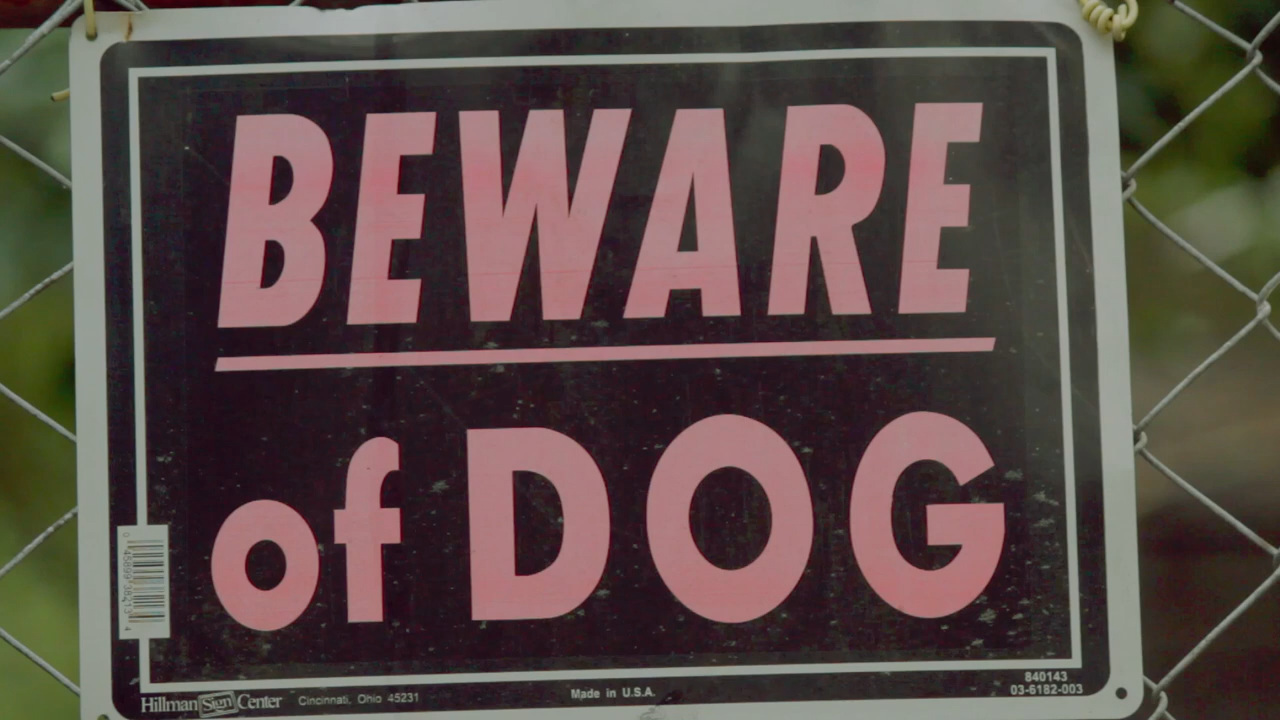 BEWARE
of DOG
Hillman Sign Center Cincinnati, Ohio 45231
Made in U.S.A.
840143
03-6182-003